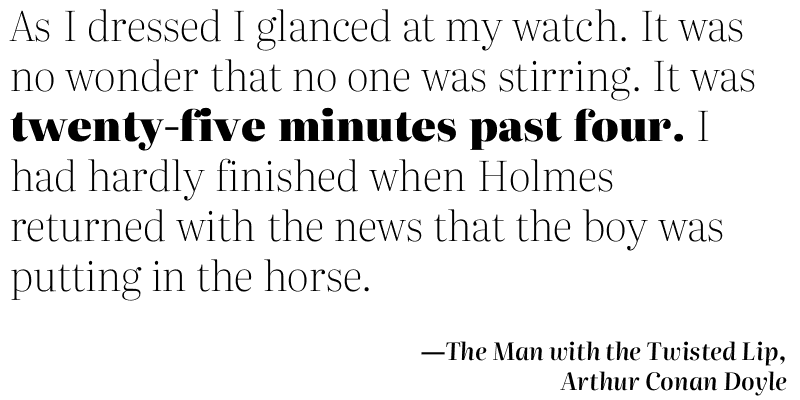 As I dressed I glanced at my watch. It was
no wonder that no one was stirring. It was
twenty-five minutes past four. I
had hardly finished when Holmes
returned with the news that the boy was
putting in the horse.
—The Man with the Twisted Lip,
Arthur Conan Doyle